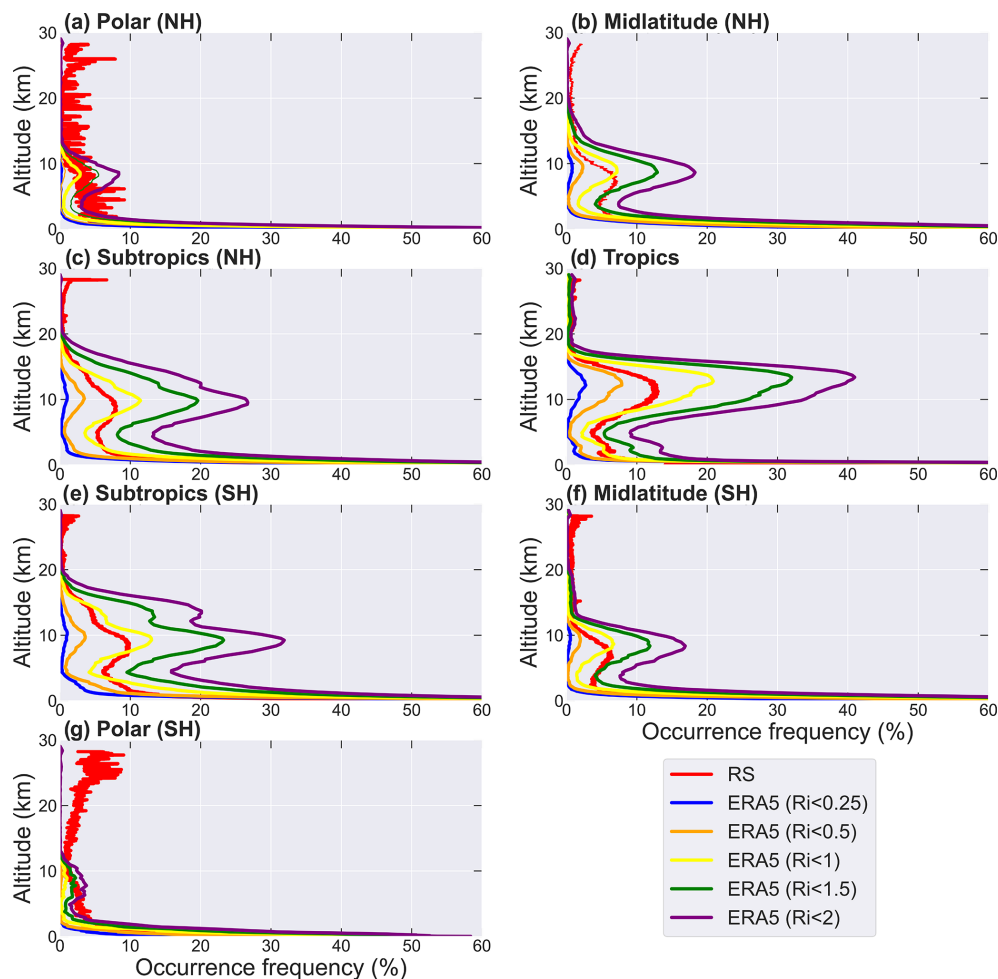 (a) Polar (NH)
(b) Midlatitude (NH)
Altitude (km)
30
20
10
0
0 10 20 30 40 50 60
Altitude (km)
30
20
10
0
0 10 20 30 40 50 60
(c) Subtropics (NH)
(d) Tropics
Altitude (km)
30
20
10
0
0 10 20 30 40 50 60
Altitude (km)
30
20
10
0
0 10 20 30 40 50 60
(e) Subtropics (SH)
(f) Midlatitude (SH)
Altitude (km)
30
20
10
0
0 10 20 30 40 50 60
Altitude (km)
30
20
10
0
0 10 20 30 40 50 60
Occurrence frequency (%)
(g) Polar (SH)
Altitude (km)
30
20
10
0
0 10 20 30 40 50 60
Occurrence frequency (%)
RS
ERA5 (Ri<0.25)
ERA5 (Ri<0.5)
ERA5 (Ri<1)
ERA5 (Ri<1.5)
ERA5 (Ri<2)